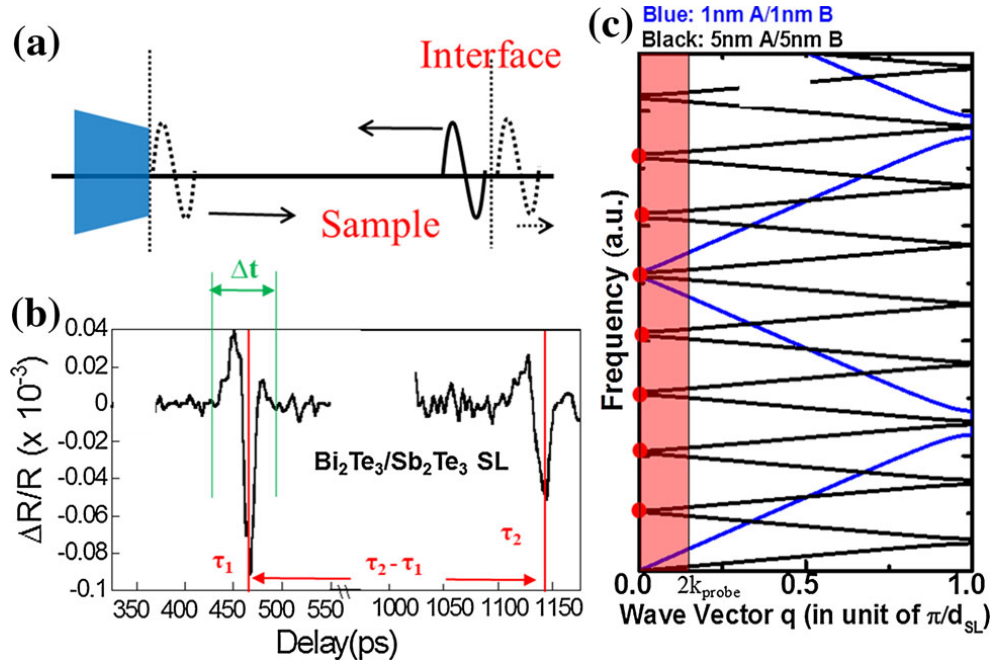 (a)
Interface
Sample
(b)
Δt
ΔR/R (x 10⁻³)
0.04
0.02
0
-0.02
-0.04
-0.06
-0.08
-0.1
Bi₂Te₃/Sb₂Te₃ SL
τ₁
τ₂ - τ₁
τ₂
350 400 450 500 550 1000 1050 1100 1150
Delay(ps)
(c)
Blue: 1nm A/1nm B
Black: 5nm A/5nm B
Frequency (a.u.)
0.0 2k_probe 0.5 1.0
Wave Vector q (in unit of π/d_SL)